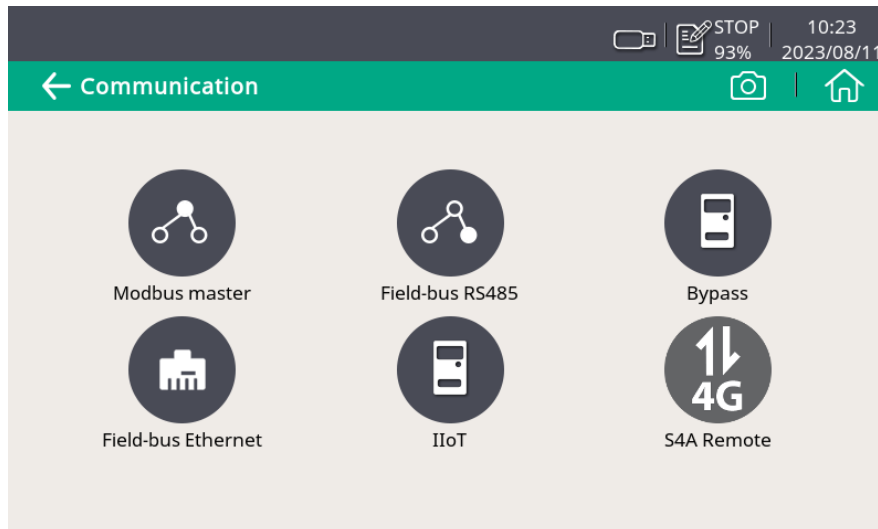 STOP 10:23
93% 2023/08/11
Communication
Modbus master Field-bus RS485 Bypass
4G
Field-bus Ethernet IIoT S4A Remote